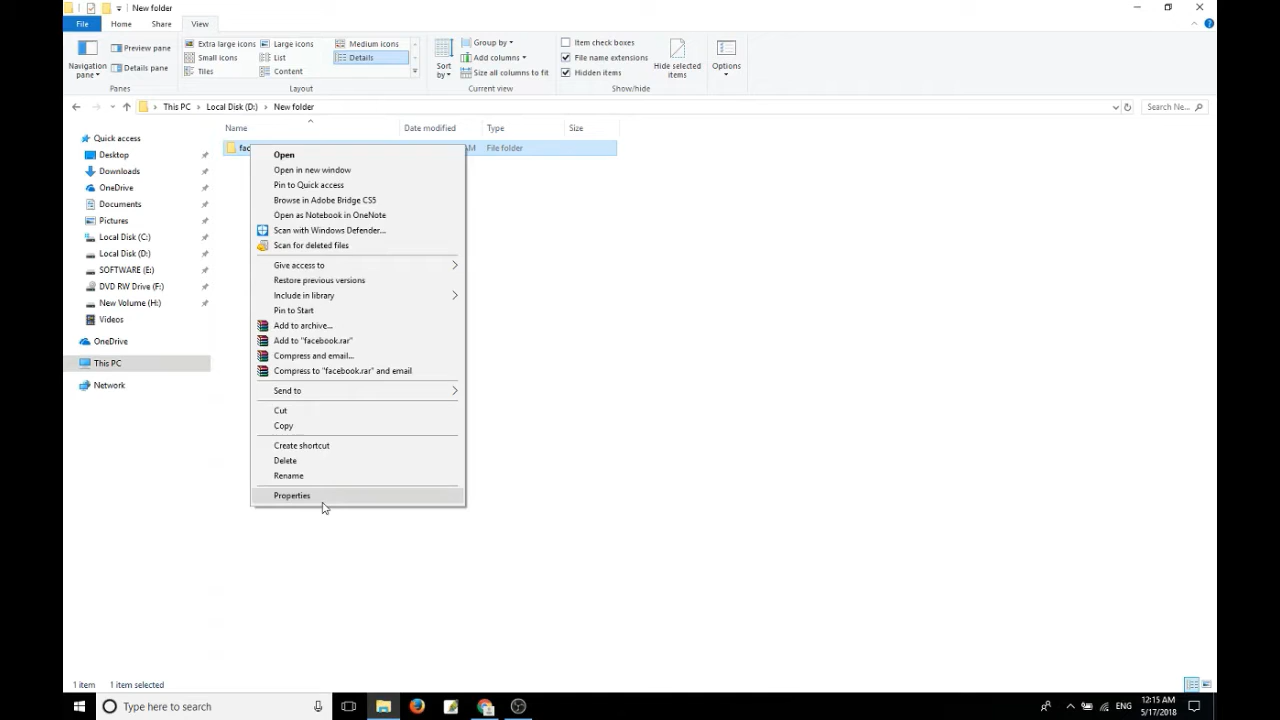 New folder
File Home Share View
Navigation pane
Preview pane
Details pane
Panes
Extra large icons Large icons Medium icons
Small icons List Details
Tiles Content
Layout
Sort by
Group by
Add columns
Size all columns to fit
Current view
Item check boxes
File name extensions
Hidden items
Hide selected items
Show/hide
Options
This PC Local Disk (D:) New folder
Search Ne...
Name Date modified Type Size
fac AM File folder
Quick access
Desktop
Downloads
OneDrive
Documents
Pictures
Local Disk (C:)
Local Disk (D:)
SOFTWARE (E:)
DVD RW Drive (F:)
New Volume (H:)
Videos
OneDrive
This PC
Network
Open
Open in new window
Pin to Quick access
Browse in Adobe Bridge CS5
Open as Notebook in OneNote
Scan with Windows Defender...
Scan for deleted files
Give access to
Restore previous versions
Include in library
Pin to Start
Add to archive...
Add to "facebook.rar"
Compress and email...
Compress to "facebook.rar" and email
Send to
Cut
Copy
Create shortcut
Delete
Rename
Properties
1 item 1 item selected
Type here to search
ENG
12:15 AM
5/17/2018